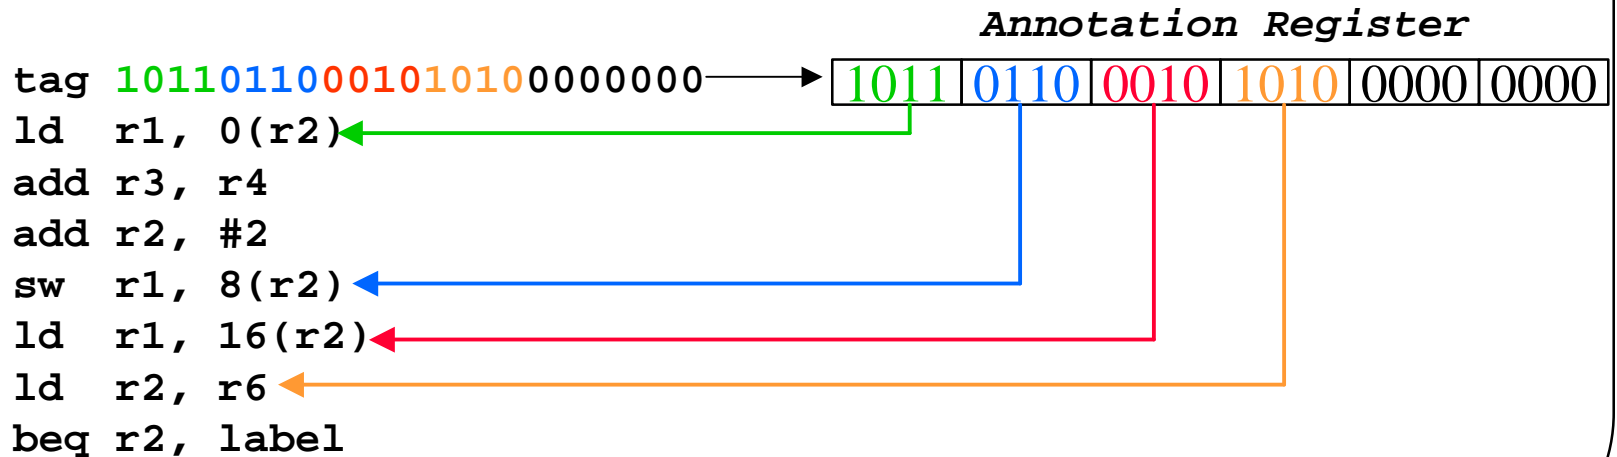 Annotation Register
tag 10110110001010100000000 1011 0110 0010 1010 0000 0000
ld r1, 0(r2)
add r3, r4
add r2, #2
sw r1, 8(r2)
ld r1, 16(r2)
ld r2, r6
beq r2, label